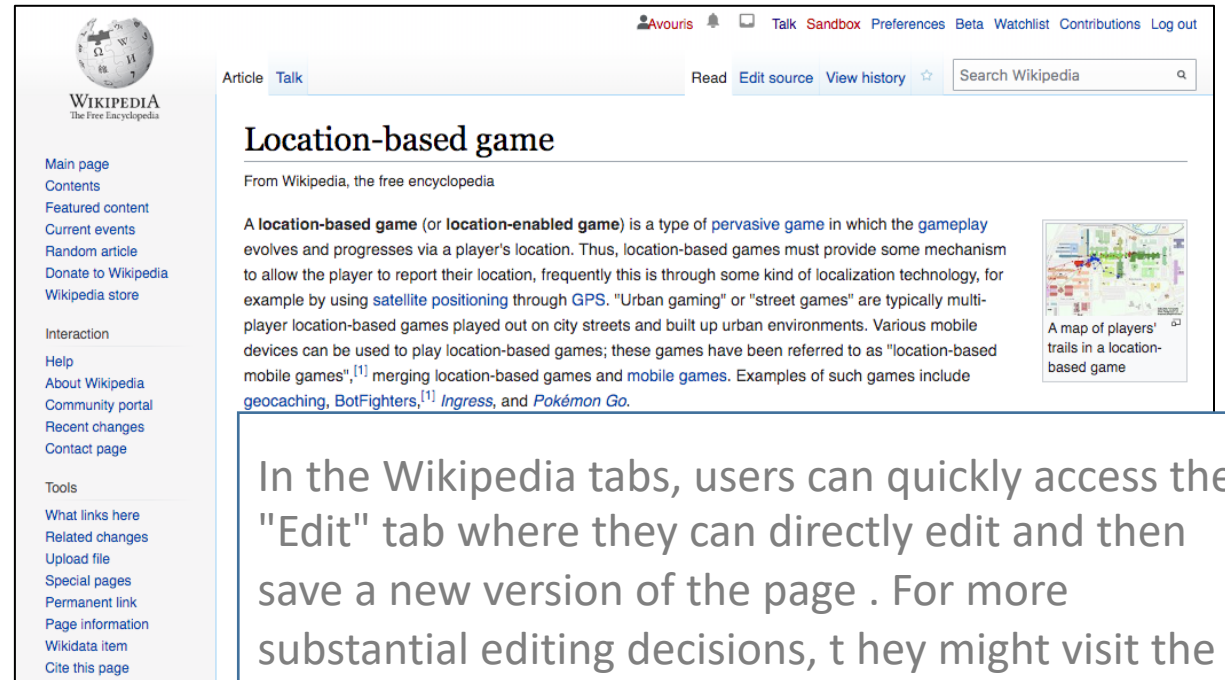 Avouris Talk Sandbox Preferences Beta Watchlist Contributions Log out
Article Talk Read Edit source View history Search Wikipedia
WIKIPEDIA
The Free Encyclopedia
Main page
Contents
Featured content
Current events
Random article
Donate to Wikipedia
Wikipedia store
Interaction
Help
About Wikipedia
Community portal
Recent changes
Contact page
Tools
What links here
Related changes
Upload file
Special pages
Permanent link
Page information
Wikidata item
Cite this page
Location-based game
From Wikipedia, the free encyclopedia
A location-based game (or location-enabled game) is a type of pervasive game in which the gameplay
evolves and progresses via a player's location. Thus, location-based games must provide some mechanism
to allow the player to report their location, frequently this is through some kind of localization technology, for
example by using satellite positioning through GPS. "Urban gaming" or "street games" are typically multi-
player location-based games played out on city streets and built up urban environments. Various mobile
devices can be used to play location-based games; these games have been referred to as "location-based
mobile games",[1] merging location-based games and mobile games. Examples of such games include
geocaching, BotFighters,[1] Ingress, and Pokémon Go.
A map of players'
trails in a location-
based game
In the Wikipedia tabs, users can quickly access the
"Edit" tab where they can directly edit and then
save a new version of the page . For more
substantial editing decisions, t hey might visit the